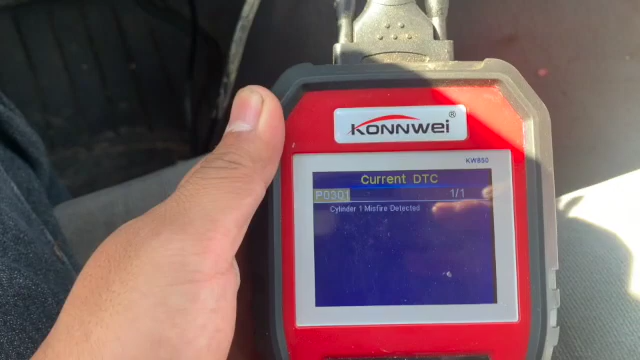 KONNWEI®
KW850
Current DTC
P0301 1/1
Cylinder 1 Misfire Detected